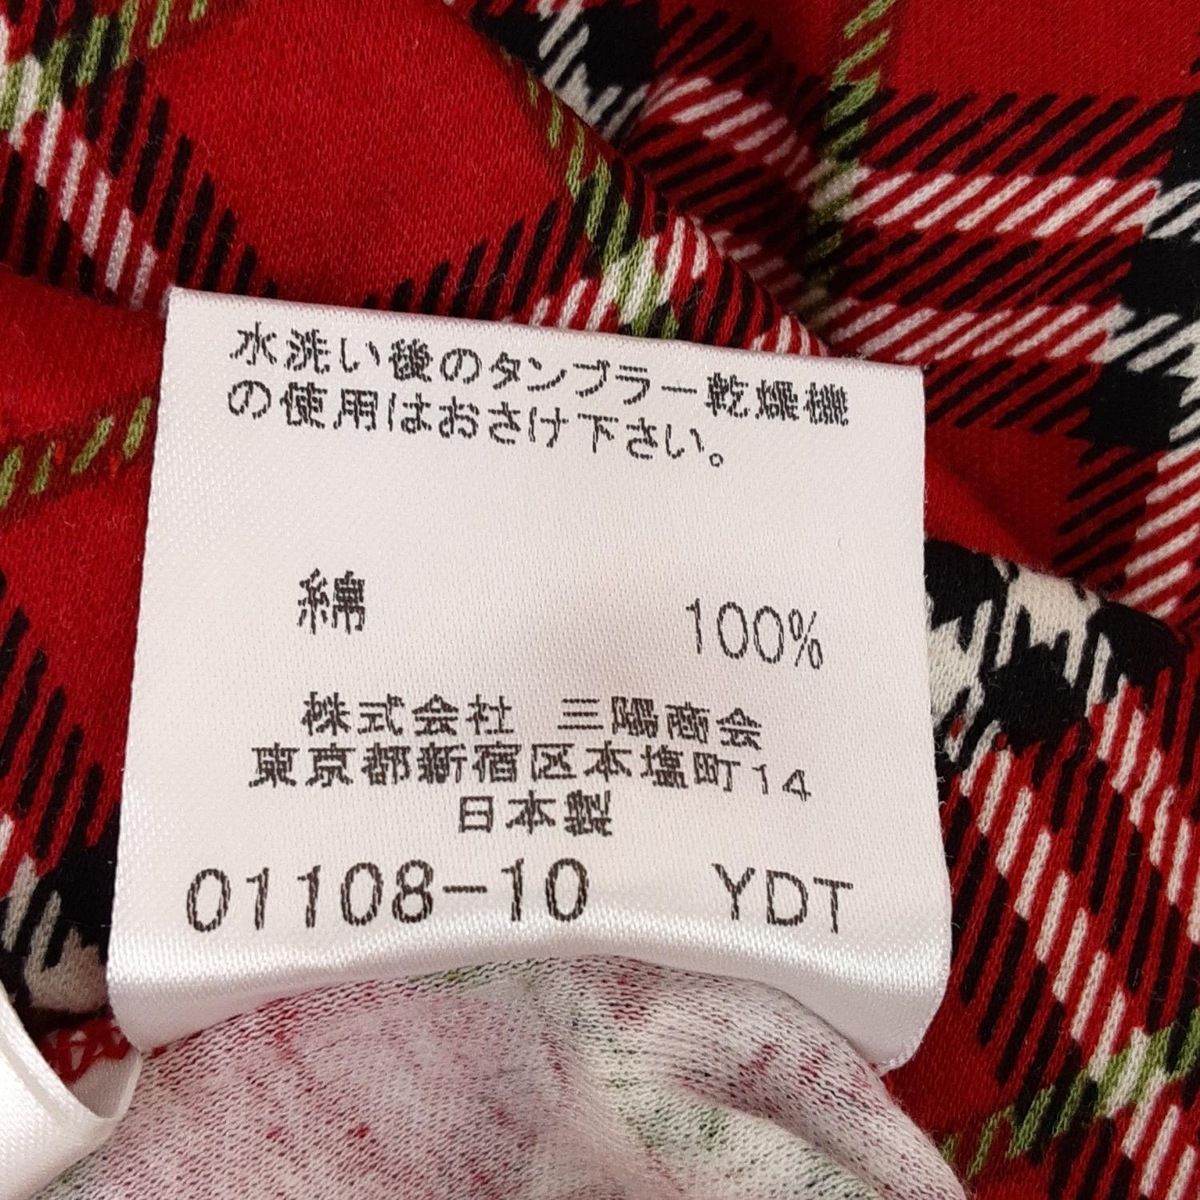 水洗い後のタンブラー乾燥機
の使用はおさけ下さい。
綿 100%
株式会社 三陽商会
東京都新宿区本塩町14
日本製
01108-10 YDT